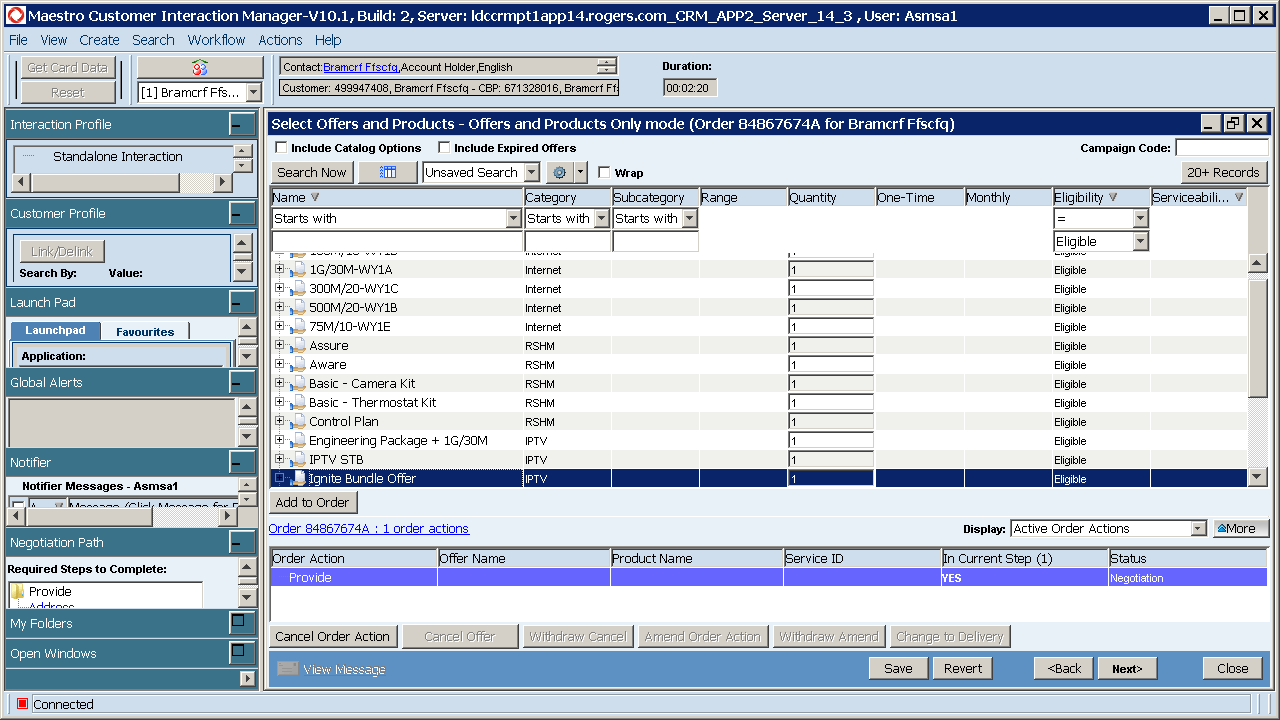 Maestro Customer Interaction Manager-V10.1, Build: 2, Server: ldccrmpt1app14.rogers.com_CRM_APP2_Server_14_3 , User: Asmsa1
File View Create Search Workflow Actions Help
Get Card Data
Reset
[1] Bramcrf Ffs...
Contact:Bramcrf Ffscfq,Account Holder,English
Customer: 499947408, Bramcrf Ffscfq - CBP: 671328016, Bramcrf Ff
Duration:
00:02:20
Interaction Profile
Standalone Interaction
Customer Profile
Link/Delink
Search By: Value:
Launch Pad
Launchpad Favourites
Application:
Global Alerts
Notifier
Notifier Messages - Asmsa1
Negotiation Path
Required Steps to Complete:
Provide
Address
My Folders
Open Windows
Select Offers and Products - Offers and Products Only mode (Order 84867674A for Bramcrf Ffscfq)
Include Catalog Options Include Expired Offers Campaign Code:
Search Now Unsaved Search Wrap 20+ Records
Name Category Subcategory Range Quantity One-Time Monthly Eligibility Serviceabili...
Starts with Starts with Starts with =
Eligible
1G/30M-WY1A Internet 1 Eligible
300M/20-WY1C Internet 1 Eligible
500M/20-WY1B Internet 1 Eligible
75M/10-WY1E Internet 1 Eligible
Assure RSHM 1 Eligible
Aware RSHM 1 Eligible
Basic - Camera Kit RSHM 1 Eligible
Basic - Thermostat Kit RSHM 1 Eligible
Control Plan RSHM 1 Eligible
Engineering Package + 1G/30M IPTV 1 Eligible
IPTV STB IPTV 1 Eligible
Ignite Bundle Offer IPTV 1 Eligible
Add to Order
Order 84867674A : 1 order actions Display: Active Order Actions More
Order Action Offer Name Product Name Service ID In Current Step (1) Status
Provide YES Negotiation
Cancel Order Action Cancel Offer Withdraw Cancel Amend Order Action Withdraw Amend Change to Delivery
View Message Save Revert <Back Next> Close
Connected